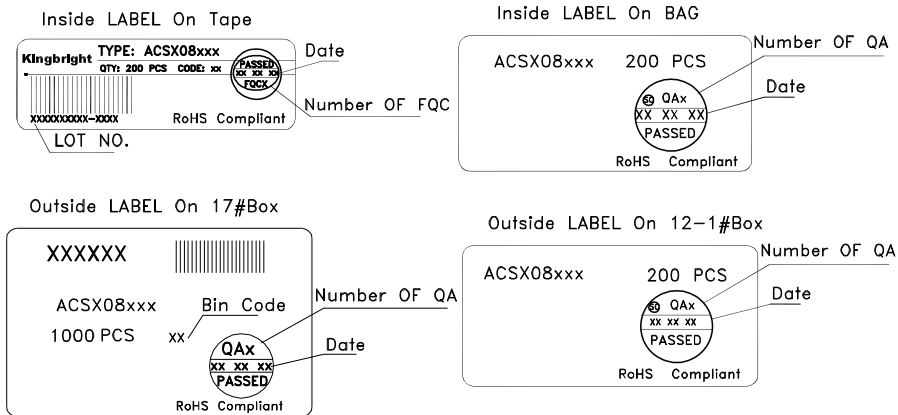 Inside LABEL On Tape
Kingbright TYPE: ACSX08xxx
QTY: 200 PCS CODE: xx
PASSED
XX XX XX
FQCX
Date
Number OF FQC
XXXXXXXXXX-XXXX
RoHS Compliant
LOT NO.
Inside LABEL On BAG
ACSX08xxx 200 PCS
Number OF QA
SC QAx
XX XX XX
PASSED
Date
RoHS Compliant
Outside LABEL On 17#Box
XXXXXX
ACSX08xxx
Bin Code
1000 PCS
xx
Number OF QA
QAx
XX XX XX
PASSED
Date
RoHS Compliant
Outside LABEL On 12-1#Box
ACSX08xxx 200 PCS
Number OF QA
SC QAx
XX XX XX
PASSED
Date
RoHS Compliant